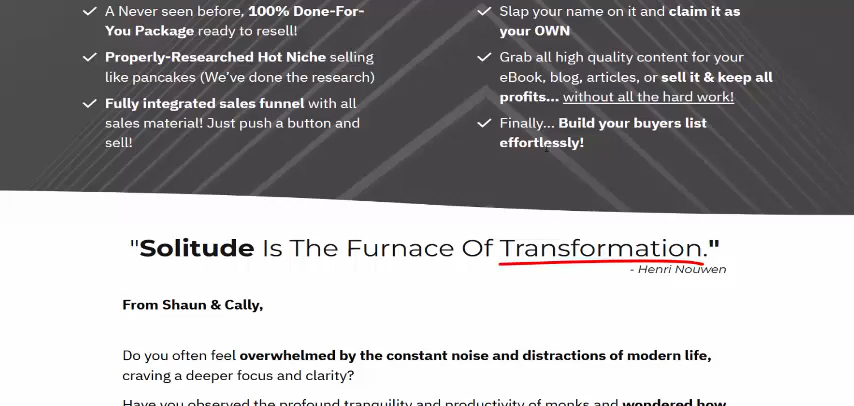 A Never seen before, 100% Done-For-
You Package ready to resell!
Properly-Researched Hot Niche selling
like pancakes (We've done the research)
Fully integrated sales funnel with all
sales material! Just push a button and
sell!
Slap your name on it and claim it as
your OWN
Grab all high quality content for your
eBook, blog, articles, or sell it & keep all
profits... without all the hard work!
Finally... Build your buyers list
effortlessly!
"Solitude Is The Furnace Of Transformation."
- Henri Nouwen
From Shaun & Cally,
Do you often feel overwhelmed by the constant noise and distractions of modern life,
craving a deeper focus and clarity?
Have you observed the profound tranquility and productivity of monks and wondered how